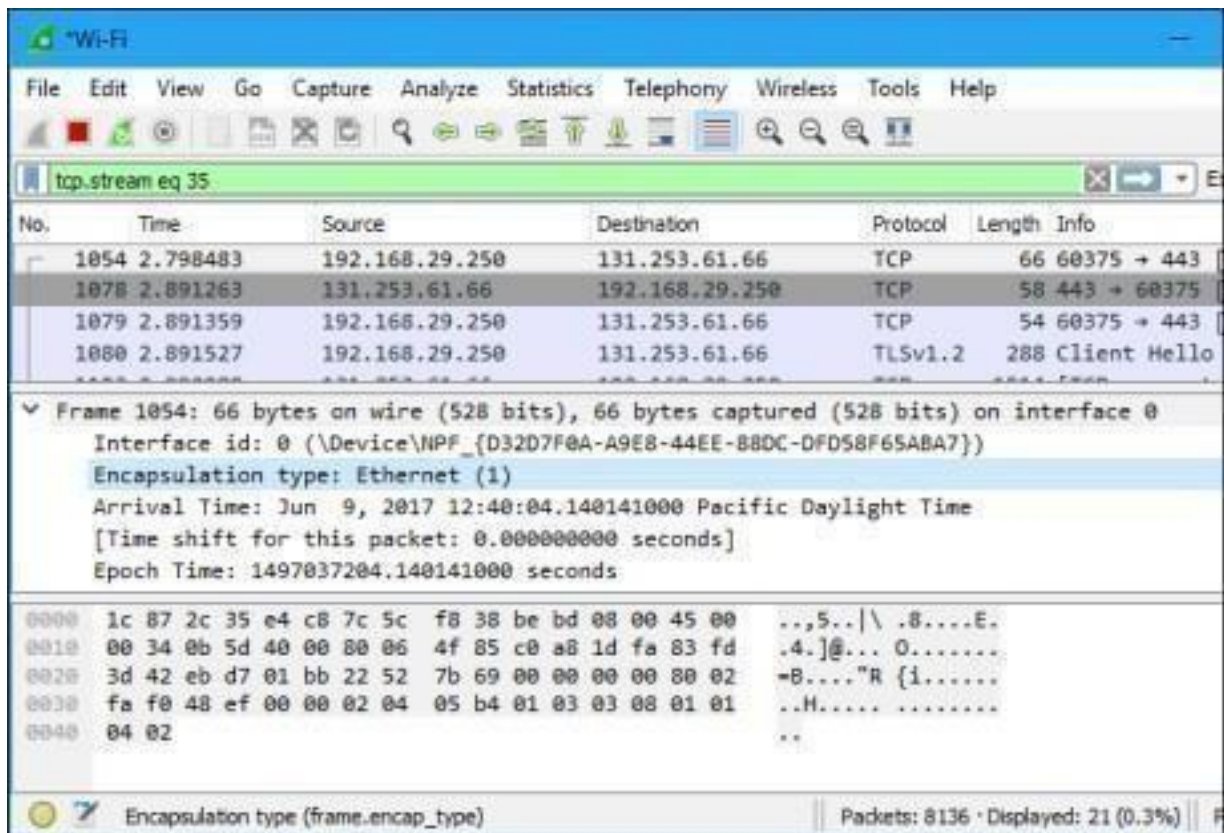 *Wi-Fi
File Edit View Go Capture Analyze Statistics Telephony Wireless Tools Help
tcp.stream eq 35
No. Time Source Destination Protocol Length Info
1054 2.798483 192.168.29.250 131.253.61.66 TCP 66 60375 → 443 [
1078 2.891263 131.253.61.66 192.168.29.250 TCP 58 443 → 60375 [
1079 2.891359 192.168.29.250 131.253.61.66 TCP 54 60375 → 443 [
1080 2.891527 192.168.29.250 131.253.61.66 TLSv1.2 288 Client Hello
Frame 1054: 66 bytes on wire (528 bits), 66 bytes captured (528 bits) on interface 0
Interface id: 0 (\Device\NPF_{D32D7F0A-A9E8-44EE-88DC-DFD58F65ABA7})
Encapsulation type: Ethernet (1)
Arrival Time: Jun 9, 2017 12:40:04.140141000 Pacific Daylight Time
[Time shift for this packet: 0.000000000 seconds]
Epoch Time: 1497037204.140141000 seconds
0000 1c 87 2c 35 e4 c8 7c 5c f8 38 be bd 08 00 45 00 ..,5..|\ .8....E.
0010 00 34 0b 5d 40 00 80 06 4f 85 c0 a8 1d fa 83 fd .4.]@... O.......
0020 3d 42 eb d7 01 bb 22 52 7b 69 00 00 00 00 80 02 =B...."R {i......
0030 fa f0 48 ef 00 00 02 04 05 b4 01 03 03 08 01 01 ..H..... ........
0040 04 02 ..
Encapsulation type (frame.encap_type) Packets: 8136 · Displayed: 21 (0.3%)